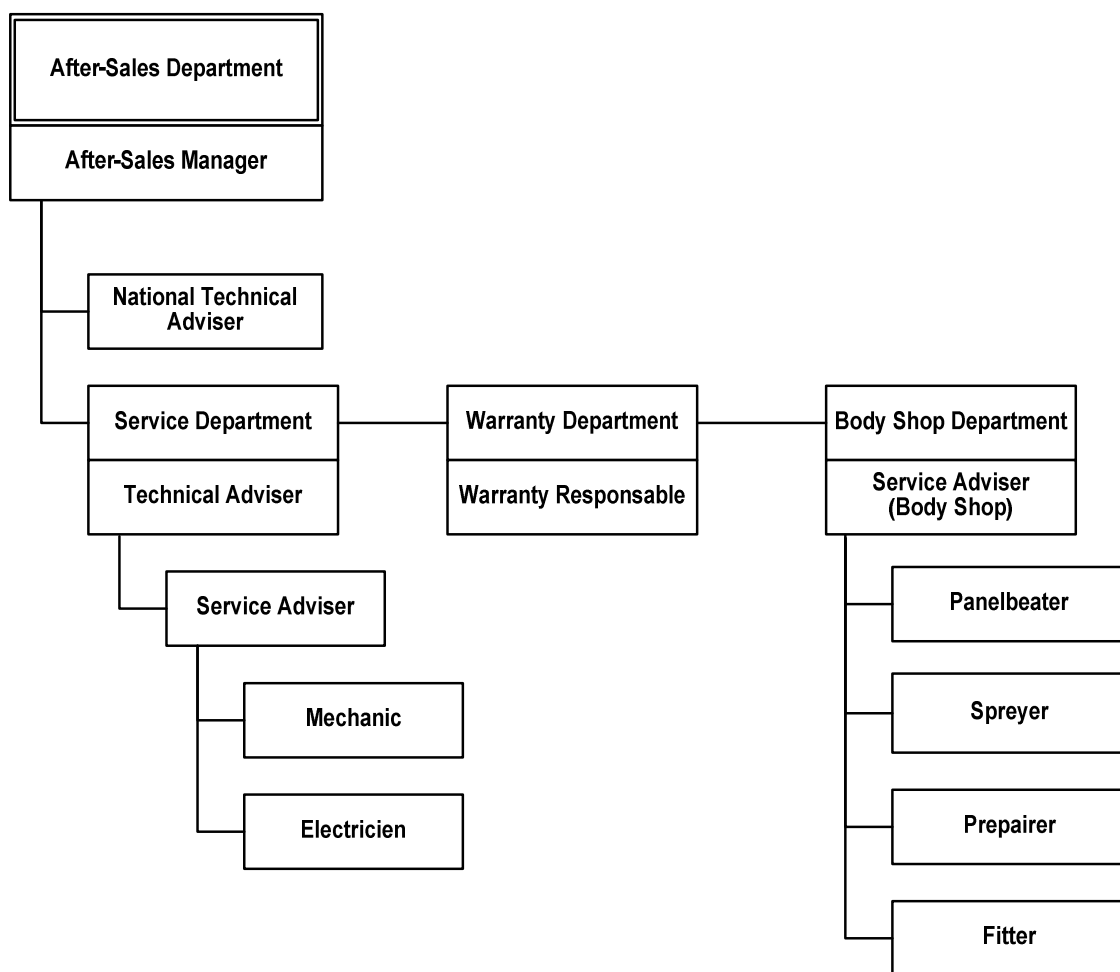 After-Sales Department
After-Sales Manager
National Technical
Adviser
Service Department
Technical Adviser
Warranty Department
Warranty Responsable
Body Shop Department
Service Adviser
(Body Shop)
Service Adviser
Mechanic
Electricien
Panelbeater
Spreyer
Prepairer
Fitter